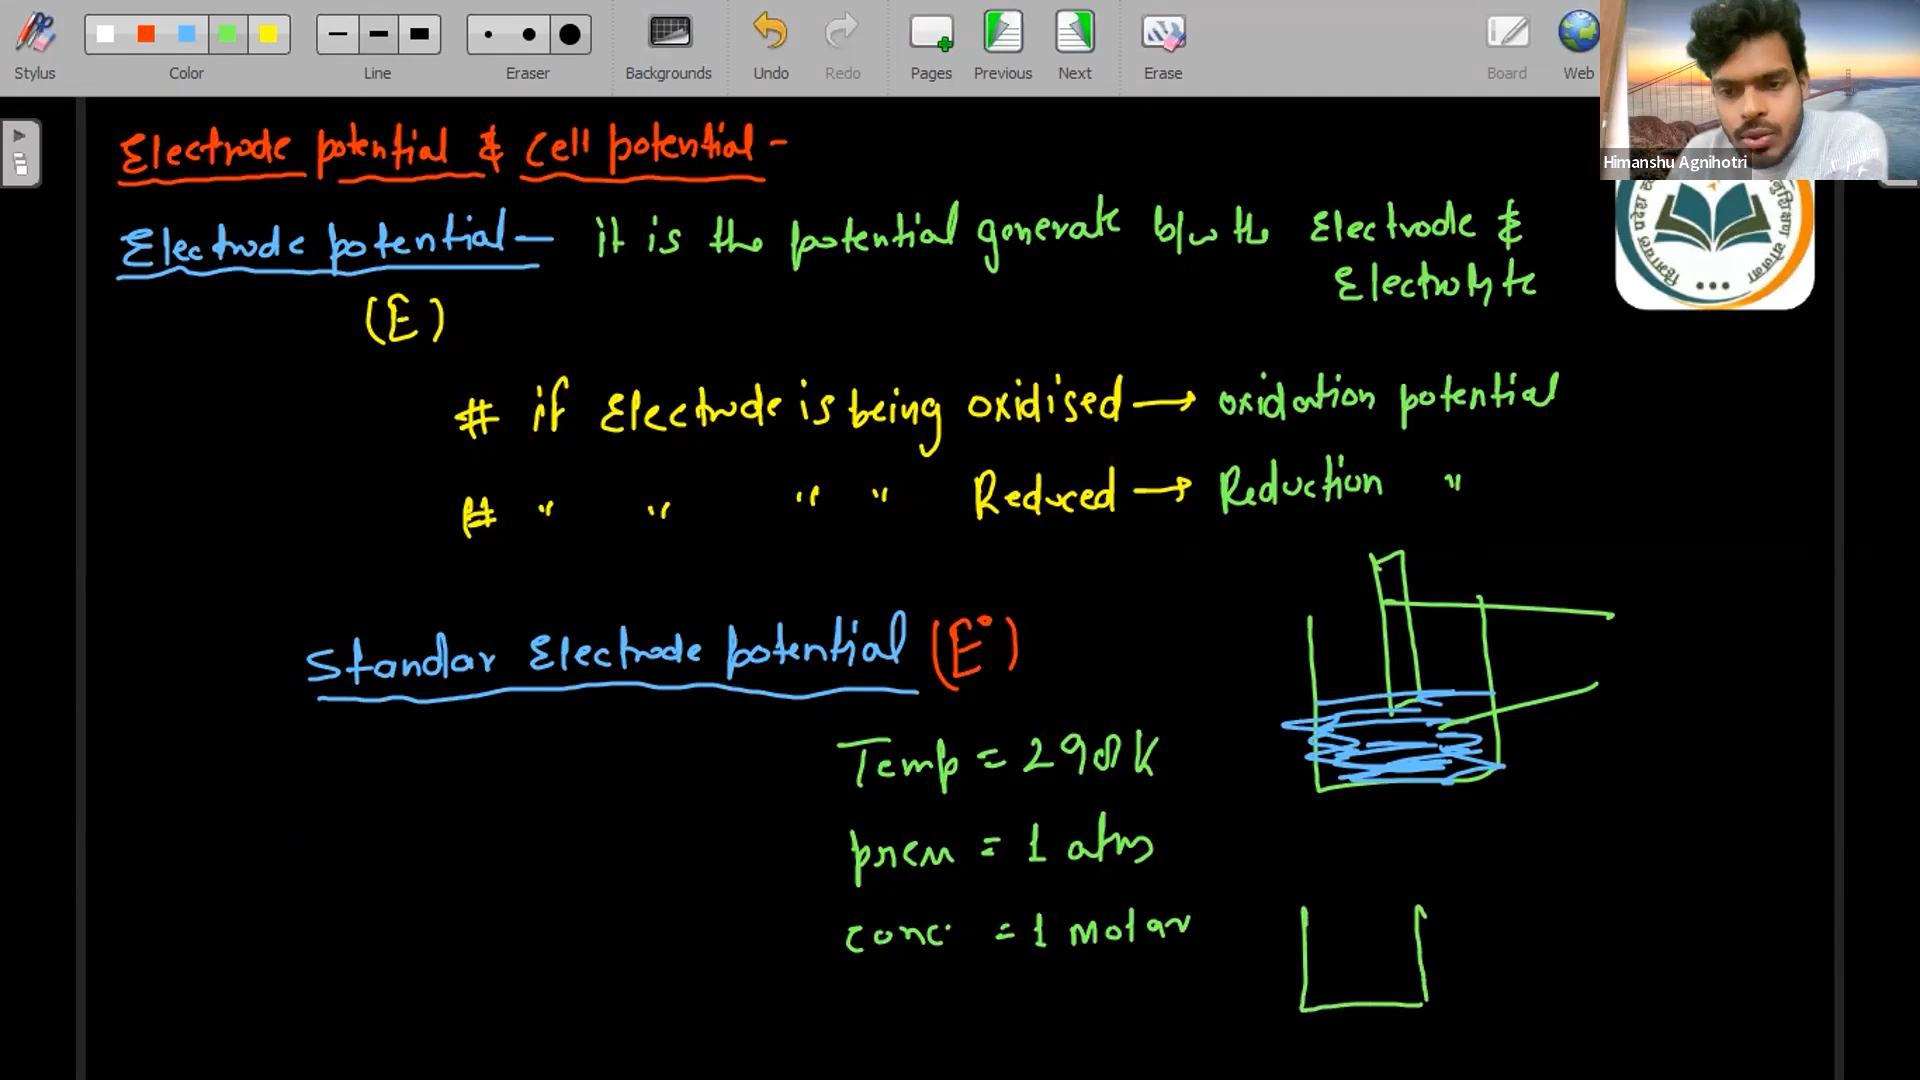 Stylus
Color
Line
Eraser
Backgrounds
Undo
Redo
Pages
Previous
Next
Erase
Board
Web
Himanshu Agnihotri
Electrode potential & Cell potential -
Electrode potential - it is the potential generate b/w the Electrode &
Electrolyte
(E)
# if Electrode is being oxidised → oxidation potential
# " " " " Reduced → Reduction "
Standar Electrode potential (E°)
Temp = 298 K
= 1 atm
conc. = 1 molar